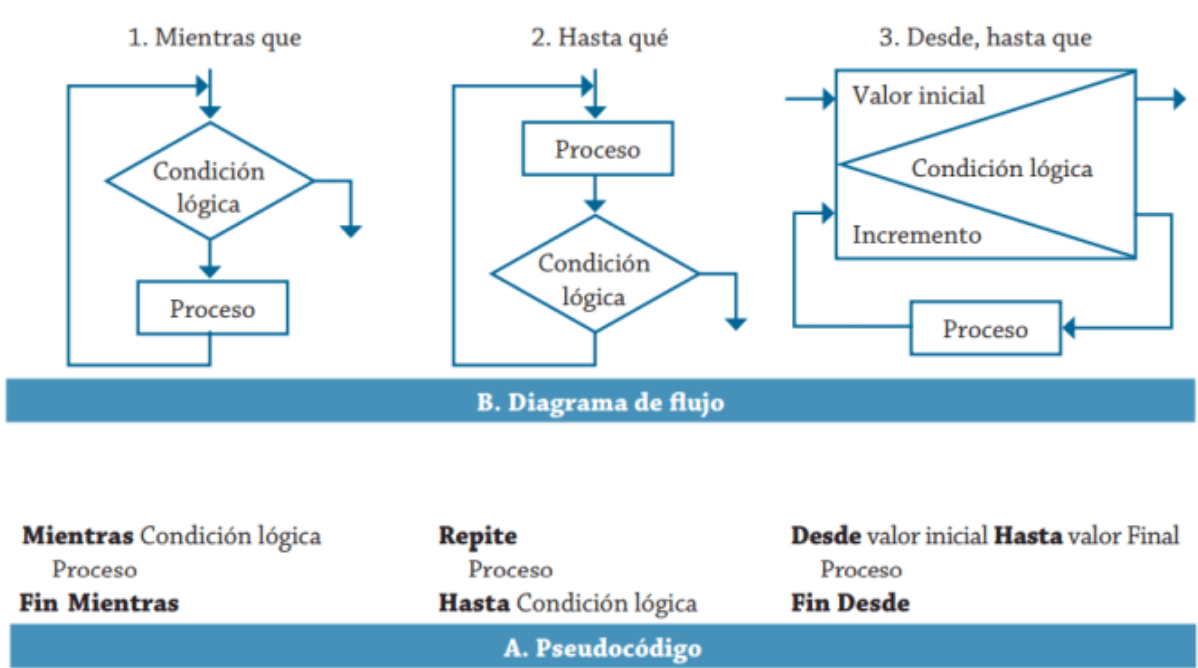 1. Mientras que
2. Hasta qué
3. Desde, hasta que
Condición
lógica
Proceso
Proceso
Condición
lógica
Valor inicial
Condición lógica
Incremento
Proceso
B. Diagrama de flujo
Mientras Condición lógica
Proceso
Fin Mientras
Repite
Proceso
Hasta Condición lógica
Desde valor inicial Hasta valor Final
Proceso
Fin Desde
A. Pseudocódigo